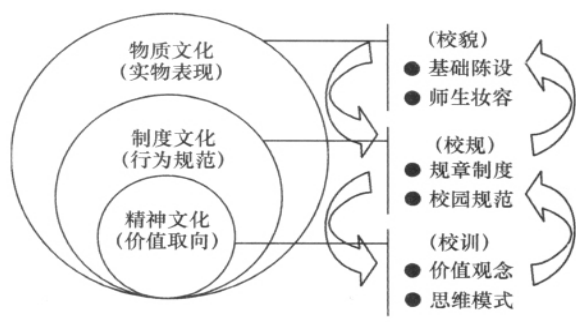 物质文化
(实物表现)
制度文化
(行为规范)
精神文化
(价值取向)
(校貌)
● 基础陈设
● 师生妆容
(校规)
● 规章制度
● 校园规范
(校训)
● 价值观念
● 思维模式